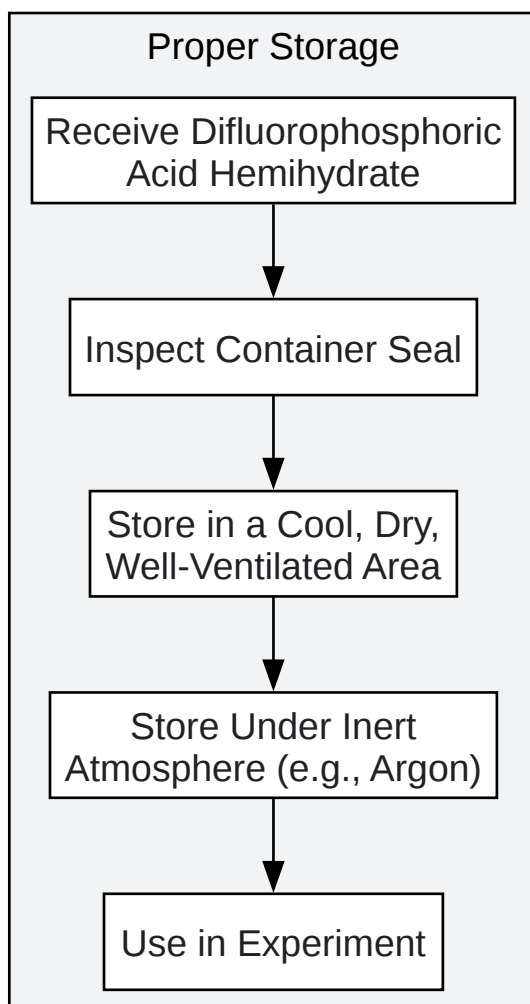 Proper Storage
Receive Difluorophosphoric
Acid Hemihydrate
Inspect Container Seal
Store in a Cool, Dry,
Well-Ventilated Area
Store Under Inert
Atmosphere (e.g., Argon)
Use in Experiment